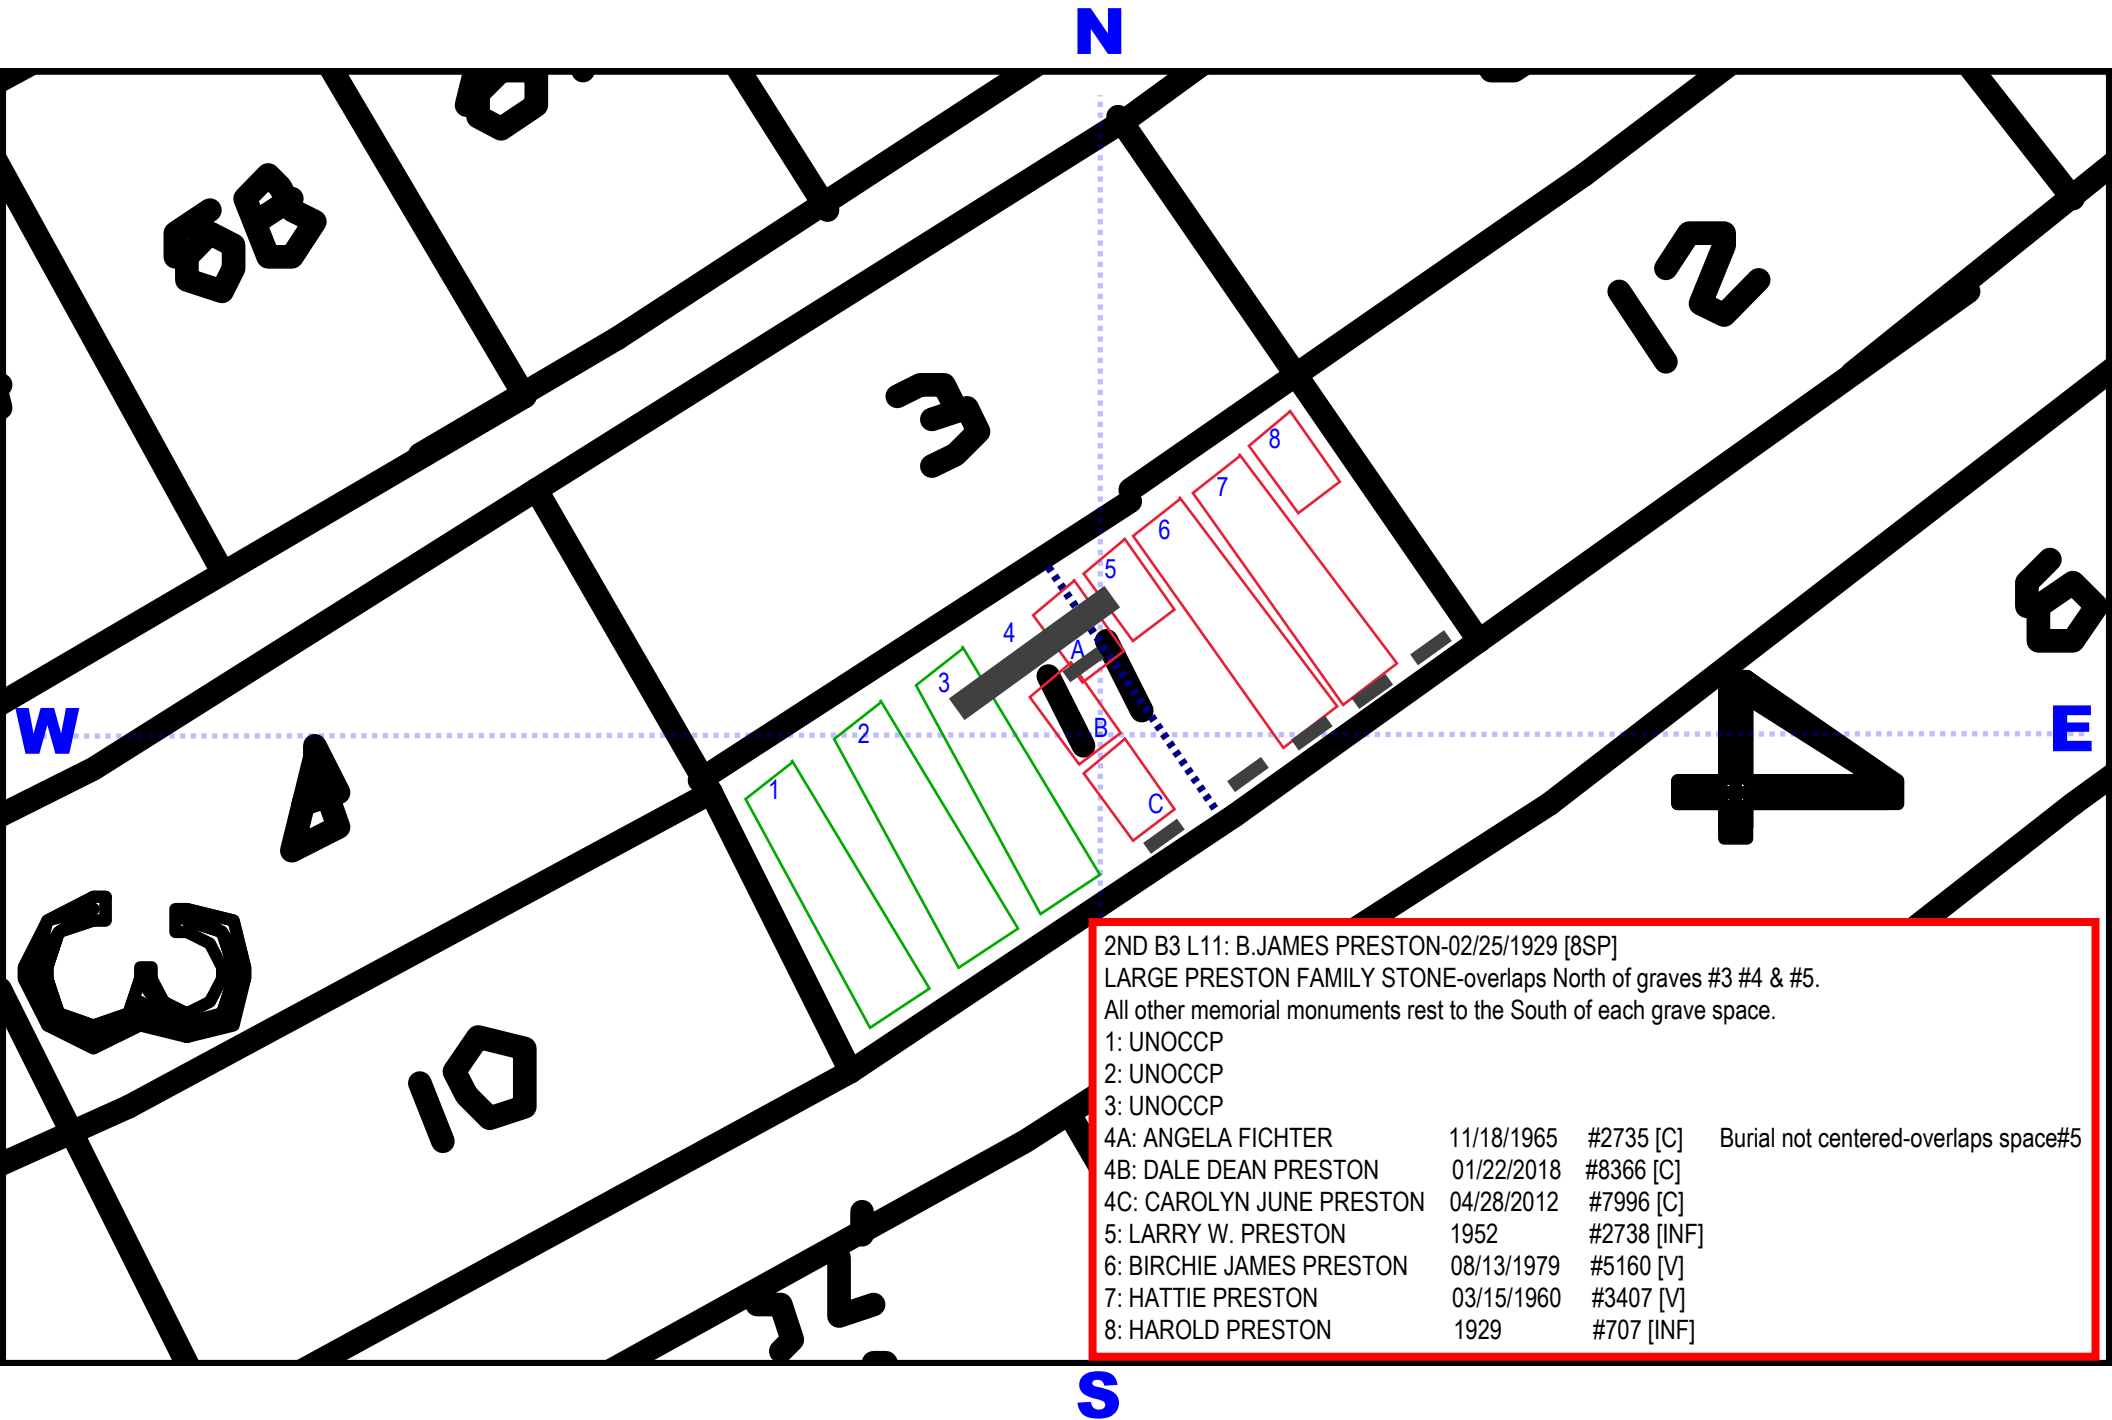 N
68
6
12
3
8
7
6
5
4
3
A
11
2
B
1
C
W
E
4
A
5
3
10
4
2ND B3 L11: B.JAMES PRESTON-02/25/1929 [8SP]
LARGE PRESTON FAMILY STONE-overlaps North of graves #3 #4 & #5.
All other memorial monuments rest to the South of each grave space.
1: UNOCCP
2: UNOCCP
3: UNOCCP
4A: ANGELA FICHTER 11/18/1965 #2735 [C] Burial not centered-overlaps space#5
4B: DALE DEAN PRESTON 01/22/2018 #8366 [C]
4C: CAROLYN JUNE PRESTON 04/28/2012 #7996 [C]
5: LARRY W. PRESTON 1952 #2738 [INF]
6: BIRCHIE JAMES PRESTON 08/13/1979 #5160 [V]
7: HATTIE PRESTON 03/15/1960 #3407 [V]
8: HAROLD PRESTON 1929 #707 [INF]
S